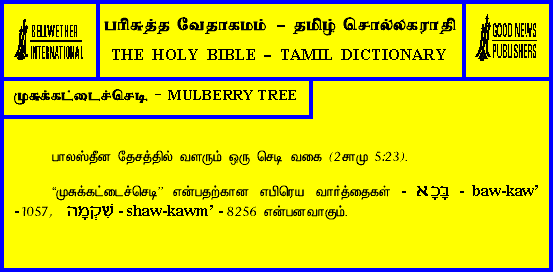 BELLWETHER
INTERNATIONAL
பரிசுத்த வேதாகமம் – தமிழ் சொல்லகராதி
THE HOLY BIBLE – TAMIL DICTIONARY
GOOD NEWS
PUBLISHERS
முசுக்கட்டைச்செடி – MULBERRY TREE
பாலஸ்தீன தேசத்தில் வளரும் ஒரு செடி வகை (2சாமு 5:23).
“முசுக்கட்டைச்செடி” என்பதற்கான எபிரெய வார்த்தைகள் - בָּכָא - baw-kaw’
-1057, שִׁקְמָה - shaw-kawm’ - 8256 என்பனவாகும்.